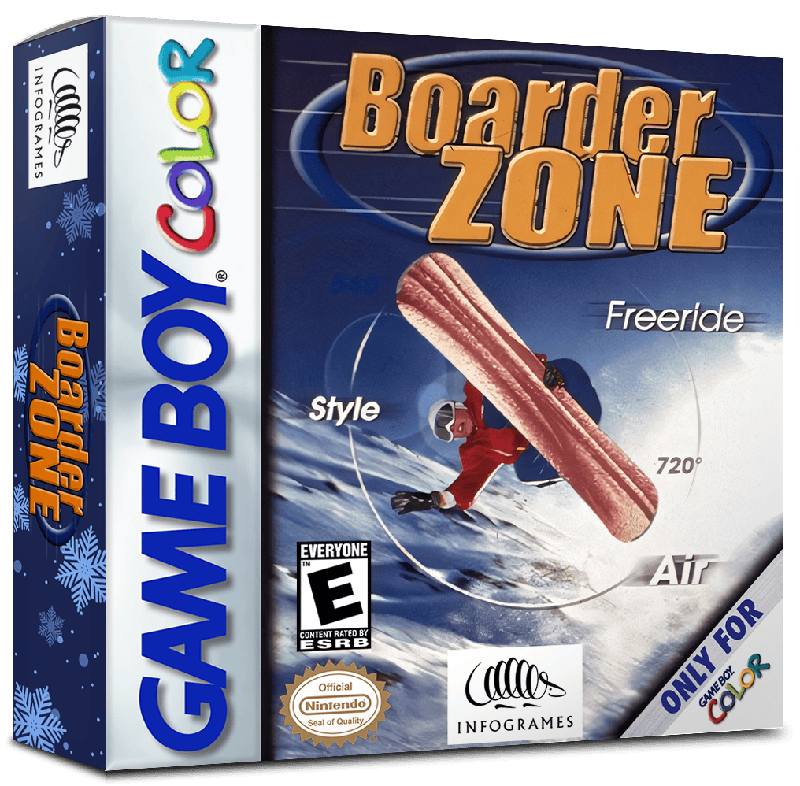 INFOGRAMES
Boarder
ZONE
GAME BOY COLOR®
Boarder
ZONE
Freeride
Style
720°
Air
EVERYONE
E
CONTENT RATED BY
ESRB
Official
Nintendo
Seal of Quality
INFOGRAMES
ONLY FOR
GAME BOY
COLOR